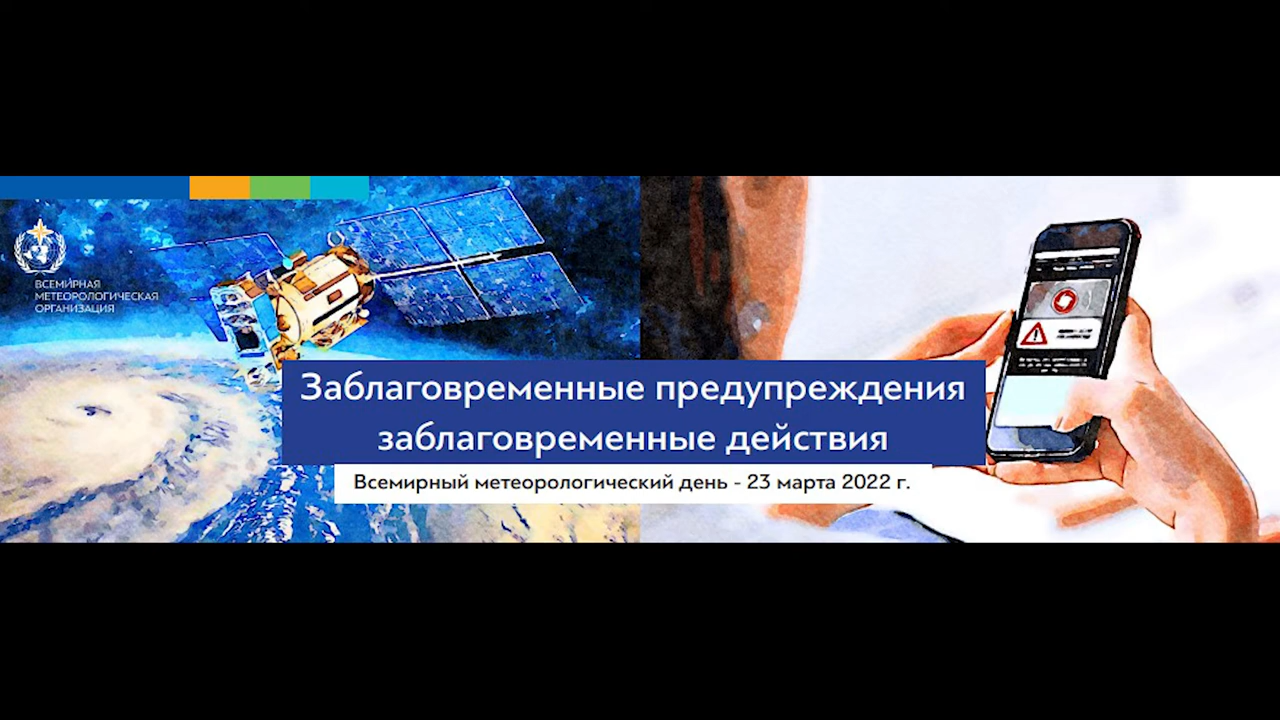 ВСЕМИРНАЯ
МЕТЕОРОЛОГИЧЕСКАЯ
ОРГАНИЗАЦИЯ
Заблаговременные предупреждения
заблаговременные действия
Всемирный метеорологический день - 23 марта 2022 г.